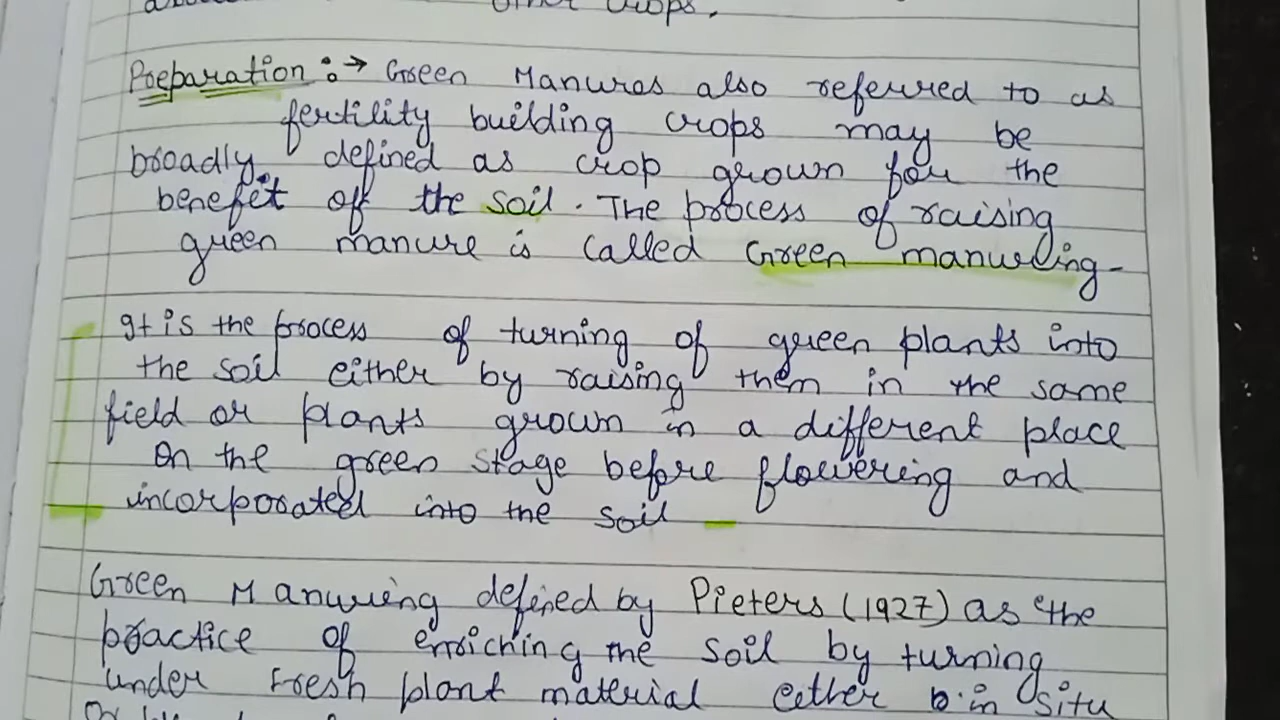 other crops.
Preparation :→ Green Manures also referred to as
fertility building crops may be
broadly defined as crop grown for the
benefit off the soil. The process of raising
green manure is called Green manuring-
It is the process of turning of green plants into
the soil either by raising them in the same
field or plants grown in a different place
On the green stage before flowering and
incorporated into the soil
Green Manuring defined by Pieters (1927) as the
practice of enriching the soil by turning
under Fresh plant material either in situ